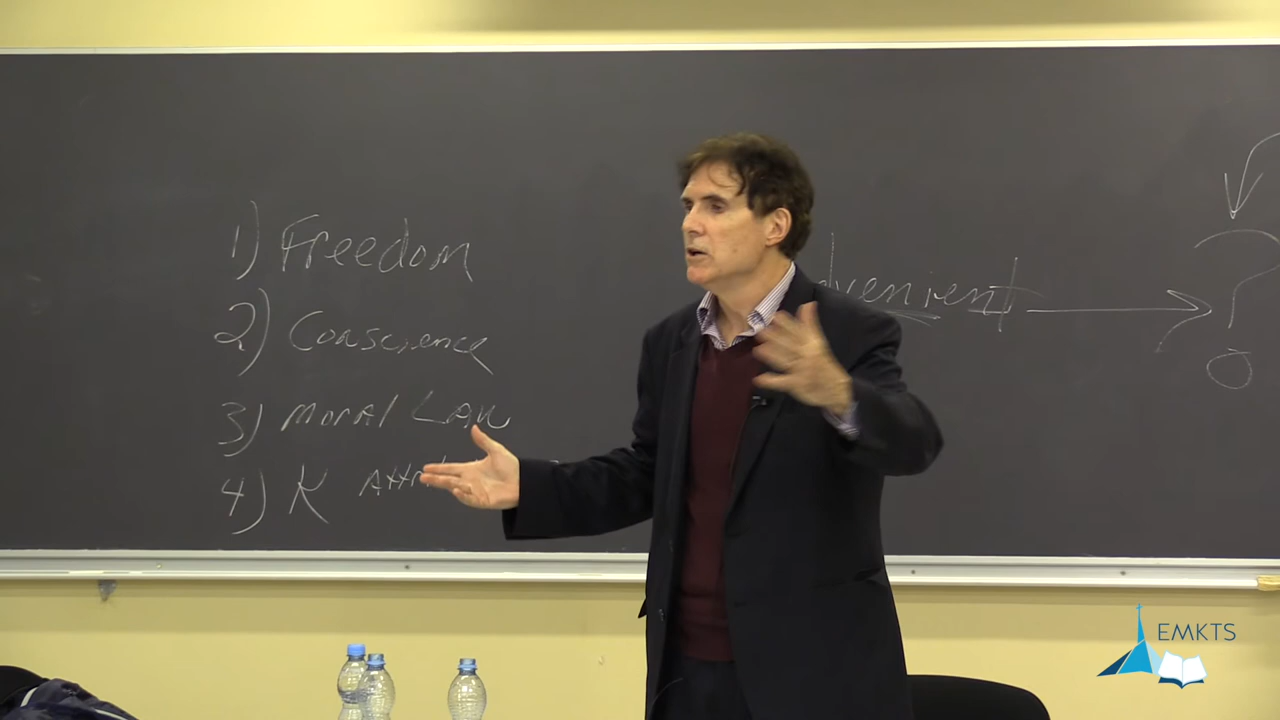 1) Freedom
2) Conscience
3) Moral Law
4) K
?
EMKTS